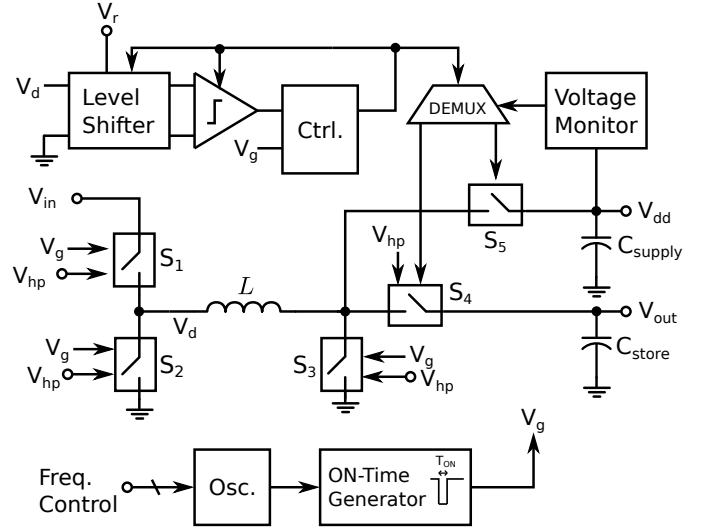 Vr
Vd
Level
Shifter
Ctrl.
Vg
DEMUX
Voltage
Monitor
Vin
Vg
Vhp
S1
Vhp
S5
Vdd
Csupply
L
Vd
S4
Vout
Cstore
Vg
Vhp
S2
S3
Vg
Vhp
Vg
Freq.
Control
Osc.
ON-Time
Generator
TON